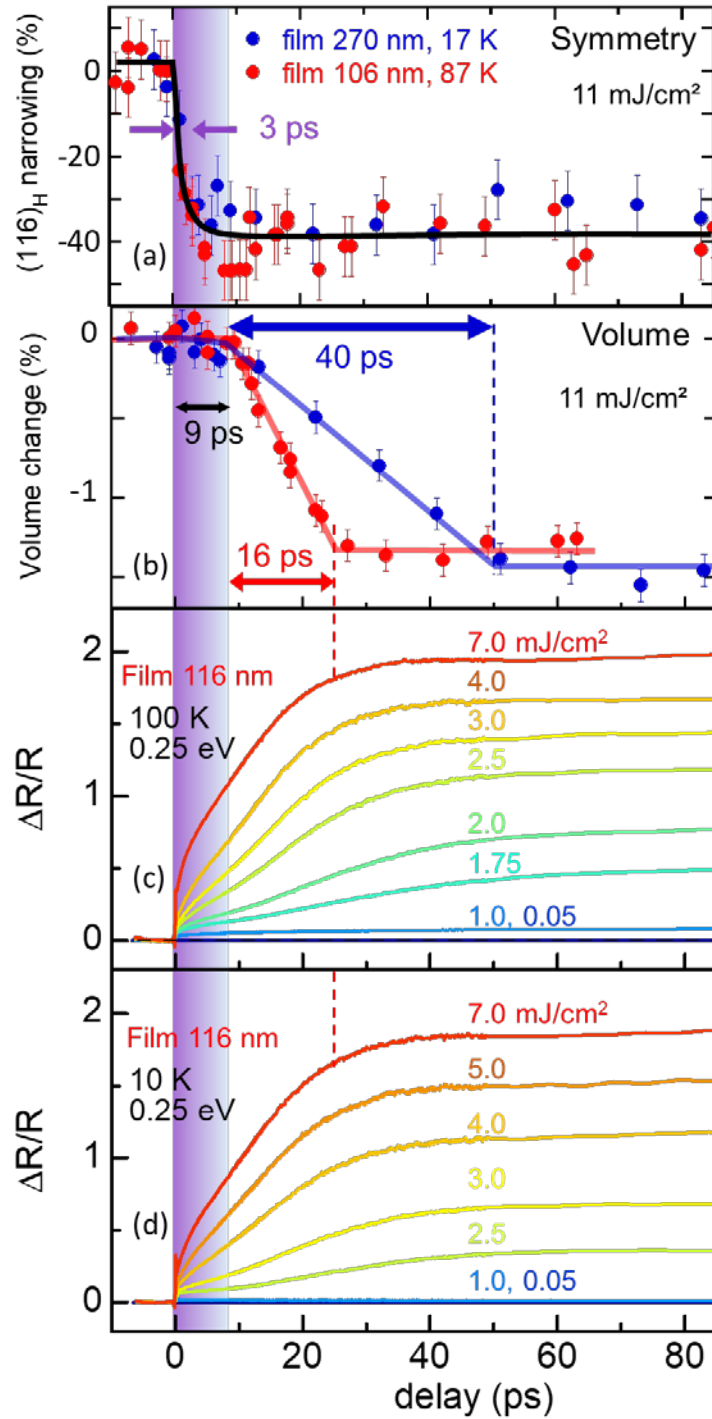 film 270 nm, 17 K
film 106 nm, 87 K
Symmetry
11 mJ/cm²
(116)H narrowing (%)
0
-20
-40
3 ps
(a)
Volume change (%)
0
-1
40 ps
Volume
11 mJ/cm²
9 ps
16 ps
(b)
ΔR/R
2
1
0
Film 116 nm
100 K
0.25 eV
7.0 mJ/cm²
4.0
3.0
2.5
2.0
1.75
1.0, 0.05
(c)
ΔR/R
2
1
0
Film 116 nm
10 K
0.25 eV
7.0 mJ/cm²
5.0
4.0
3.0
2.5
1.0, 0.05
(d)
0 20 40 60 80
delay (ps)